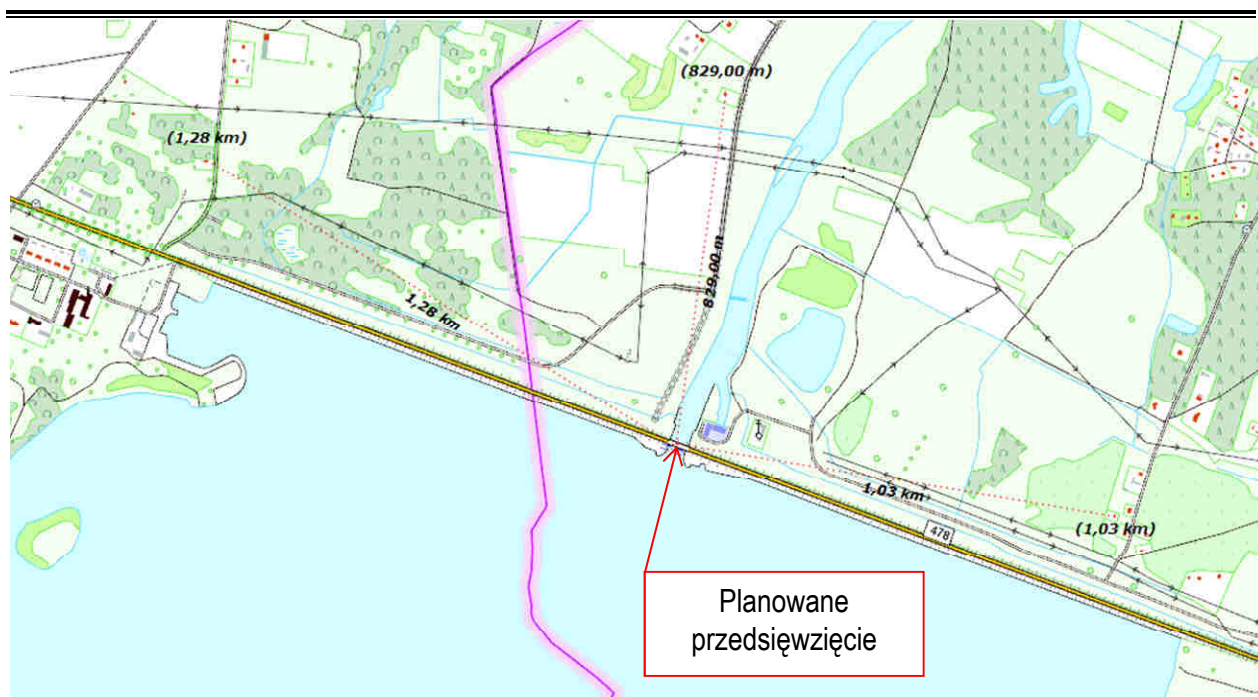 (829,00 m)
(1,28 km)
829,00 m
1,28 km
1,03 km
(1,03 km)
478
Planowane
przedsięwzięcie